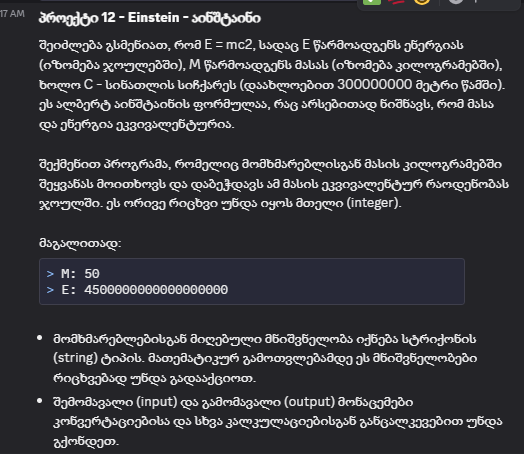 17 AM
პროექტი 12 - Einstein - აინშტაინი
შეიძლება გსმენიათ, რომ E = mc2, სადაც E წარმოადგენს ენერგიას
(იზომება ჯოულებში), M წარმოადგენს მასას (იზომება კილოგრამებში),
ხოლო C - სინათლის სიჩქარეს (დაახლოებით 300000000 მეტრი წამში).
ეს ალბერტ აინშტაინის ფორმულაა, რაც არსებითად ნიშნავს, რომ მასა
და ენერგია ეკვივალენტურია.
შექმენით პროგრამა, რომელიც მომხმარებლისგან მასის კილოგრამებში
შეყვანას მოითხოვს და დაბეჭდავს ამ მასის ეკვივალენტურ რაოდენობას
ჯოულში. ეს ორივე რიცხვი უნდა იყოს მთელი (integer).
მაგალითად:
> M: 50
> E: 4500000000000000000
• მომხმარებლებისგან მიღებული მნიშვნელობა იქნება სტრიქონის
(string) ტიპის. მათემატიკურ გამოთვლებამდე ეს მნიშვნელობები
რიცხვებად უნდა გადააქციოთ.
• შემომავალი (input) და გამომავალი (output) მონაცემები
კონვერტაციებისა და სხვა კალკულაციებისგან განცალკევებით უნდა
გქონდეთ.